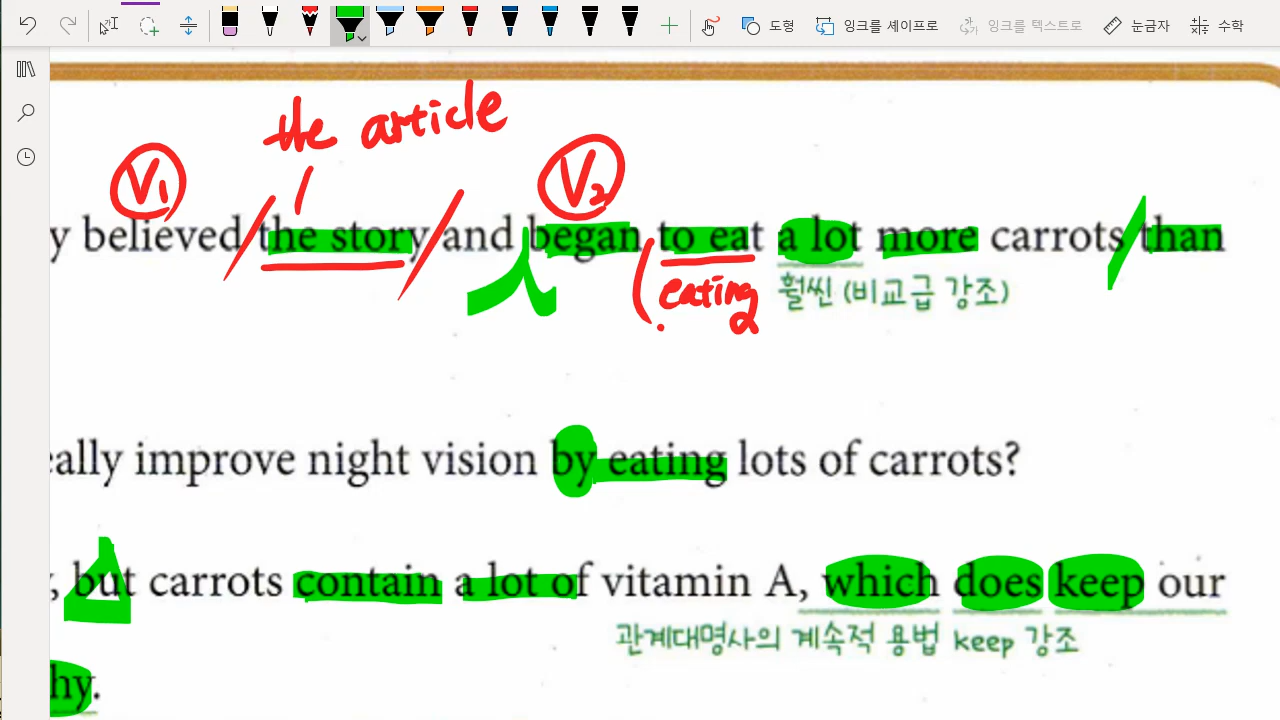 도형 잉크를 셰이프로 잉크를 텍스트로 눈금자 수학
the article
V1 V2
y believed the story and began to eat a lot more carrots than
eating 훨씬 (비교급 강조)
eally improve night vision by eating lots of carrots?
, but carrots contain a lot of vitamin A, which does keep our
관계대명사의 계속적 용법 keep 강조
hy.